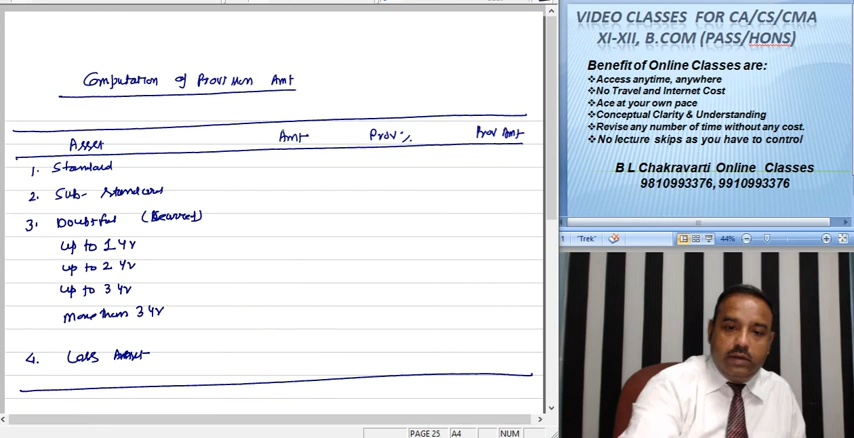 Computation of Provision Amt
Asset Amt Prov % Prov Amt
1. Standard
2. Sub-Standard
3. Doubtful (Secured)
up to 1 Yr
up to 2 Yr
up to 3 Yr
More than 3 Yr
4. Loss Asset
PAGE 25 A4 NUM
VIDEO CLASSES FOR CA/CS/CMA
XI-XII, B.COM (PASS/HONS)
Benefit of Online Classes are:
❖Access anytime, anywhere
❖No Travel and Internet Cost
❖Ace at your own pace
❖Conceptual Clarity & Understanding
❖Revise any number of time without any cost.
❖No lecture skips as you have to control
B L Chakravarti Online Classes
9810993376, 9910993376
1 "Trek" 44%